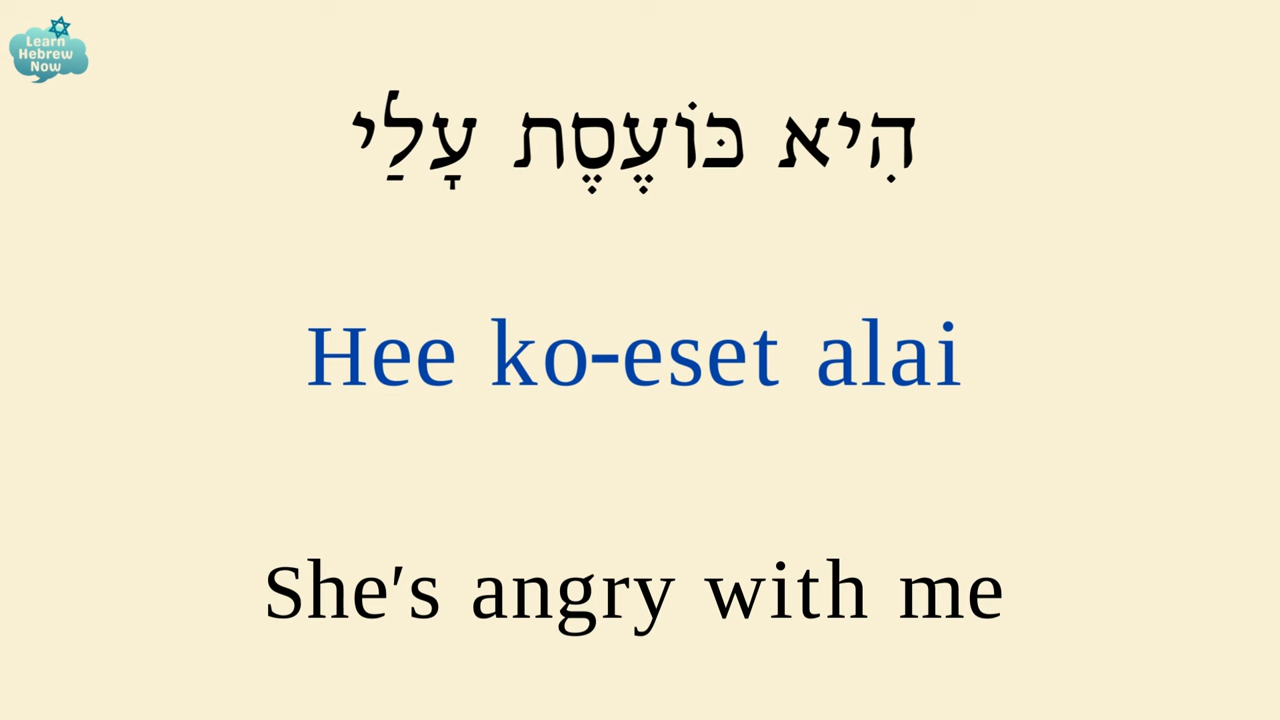 Learn
Hebrew
Now
הִיא כּוֹעֶסֶת עָלַי
Hee ko-eset alai
She's angry with me